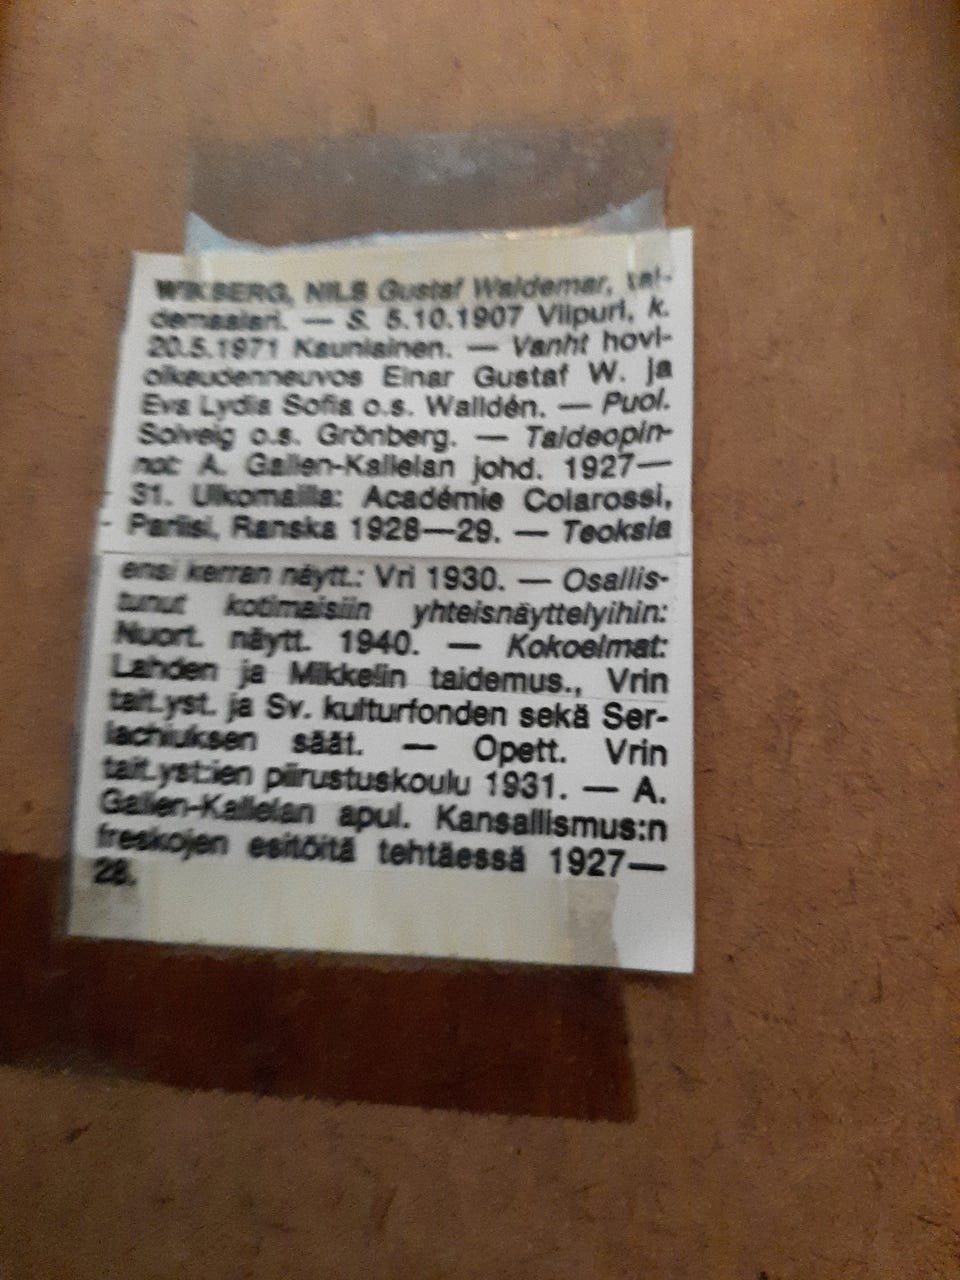 WIKBERG, NILS Gustaf Waldemar, tai-
demaalari. — S. 5.10.1907 Viipuri, k.
20.5.1971 Kauniainen. — Vanht hovi-
oikeudenneuvos Einar Gustaf W. ja
Eva Lydia Sofia o.s. Walldén. — Puol.
Solveig o.s. Grönberg. — Taideopin-
not: A. Gallen-Kallelan johd. 1927—
31. Ulkomailla: Académie Colarossi,
Pariisi, Ranska 1928—29. — Teoksia
ensi kerran näytt.: Vri 1930. — Osallis-
tunut kotimaisiin yhteisnäyttelyihin:
Nuort. näytt. 1940. — Kokoelmat:
Lahden ja Mikkelin taidemus., Vrin
tait.yst. ja Sv. kulturfonden sekä Ser-
lachiuksen säät. — Opett. Vrin
tait.yst:ien piirustuskoulu 1931. — A.
Gallen-Kallelan apul. Kansallismus:n
freskojen esitöitä tehtäessä 1927—
28.